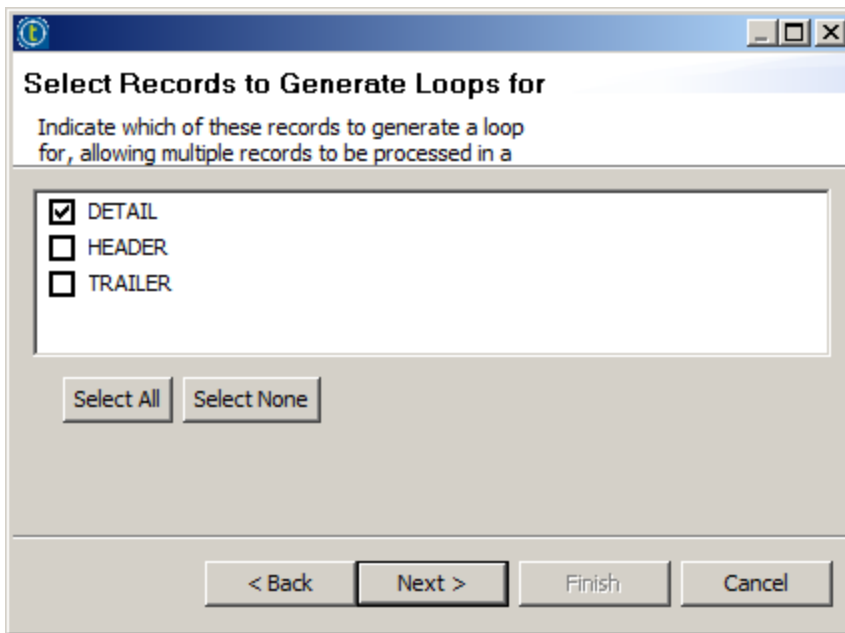 Select Records to Generate Loops for
Indicate which of these records to generate a loop
for, allowing multiple records to be processed in a
DETAIL
HEADER
TRAILER
Select All Select None
< Back Next > Finish Cancel